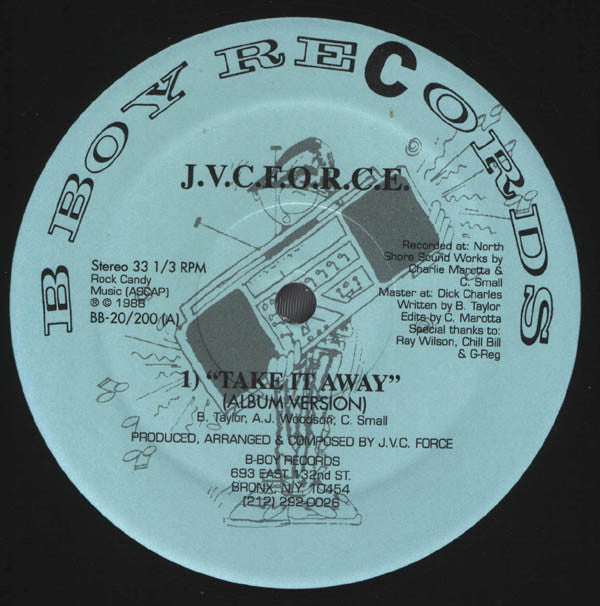 B BOY RECORDS
J.V.C.F.O.R.C.E.
Stereo 33 1/3 RPM
Rock Candy
Music (ASCAP)
℗ © 1988
BB-20/200 (A)
Recorded at: North
Shore Sound Works by
Charlie Marotta &
C. Small
Master at: Dick Charles
Written by B. Taylor
Edits by C. Marotta
Special thanks to:
Ray Wilson, Chill Bill
& G-Reg
1) "TAKE IT AWAY"
(ALBUM VERSION)
B. Taylor, A.J. Woodson, C. Small
PRODUCED, ARRANGED & COMPOSED BY J.V.C. FORCE
B-BOY RECORDS
693 EAST 132nd ST.
BRONX, N.Y. 10454
(212) 292-0026